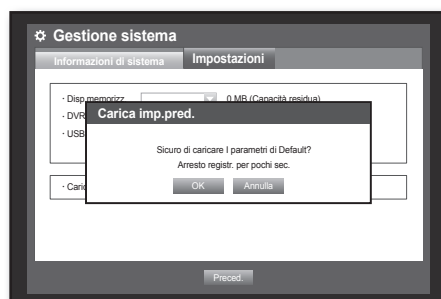 Gestione sistema
Informazioni di sistema Impostazioni
· Disp memorizz. 0 MB (Capacità residua)
· DVR
Carica imp.pred.
· USB
Sicuro di caricare I parametri di Default?
Arresto registr. per pochi sec.
· Caric
OK Annulla
Preced.